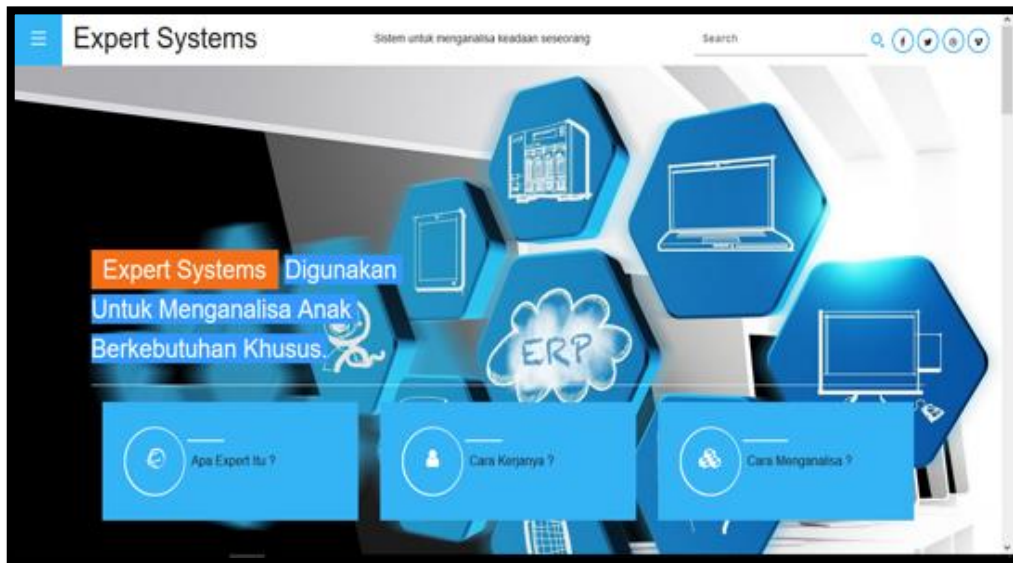 Expert Systems
Sistem untuk menganalisa keadaan seseorang
Search
Expert Systems Digunakan
Untuk Menganalisa Anak
Berkebutuhan Khusus.
ERP
Apa Expert Itu ?
Cara Kerjanya ?
Cara Menganalisa ?